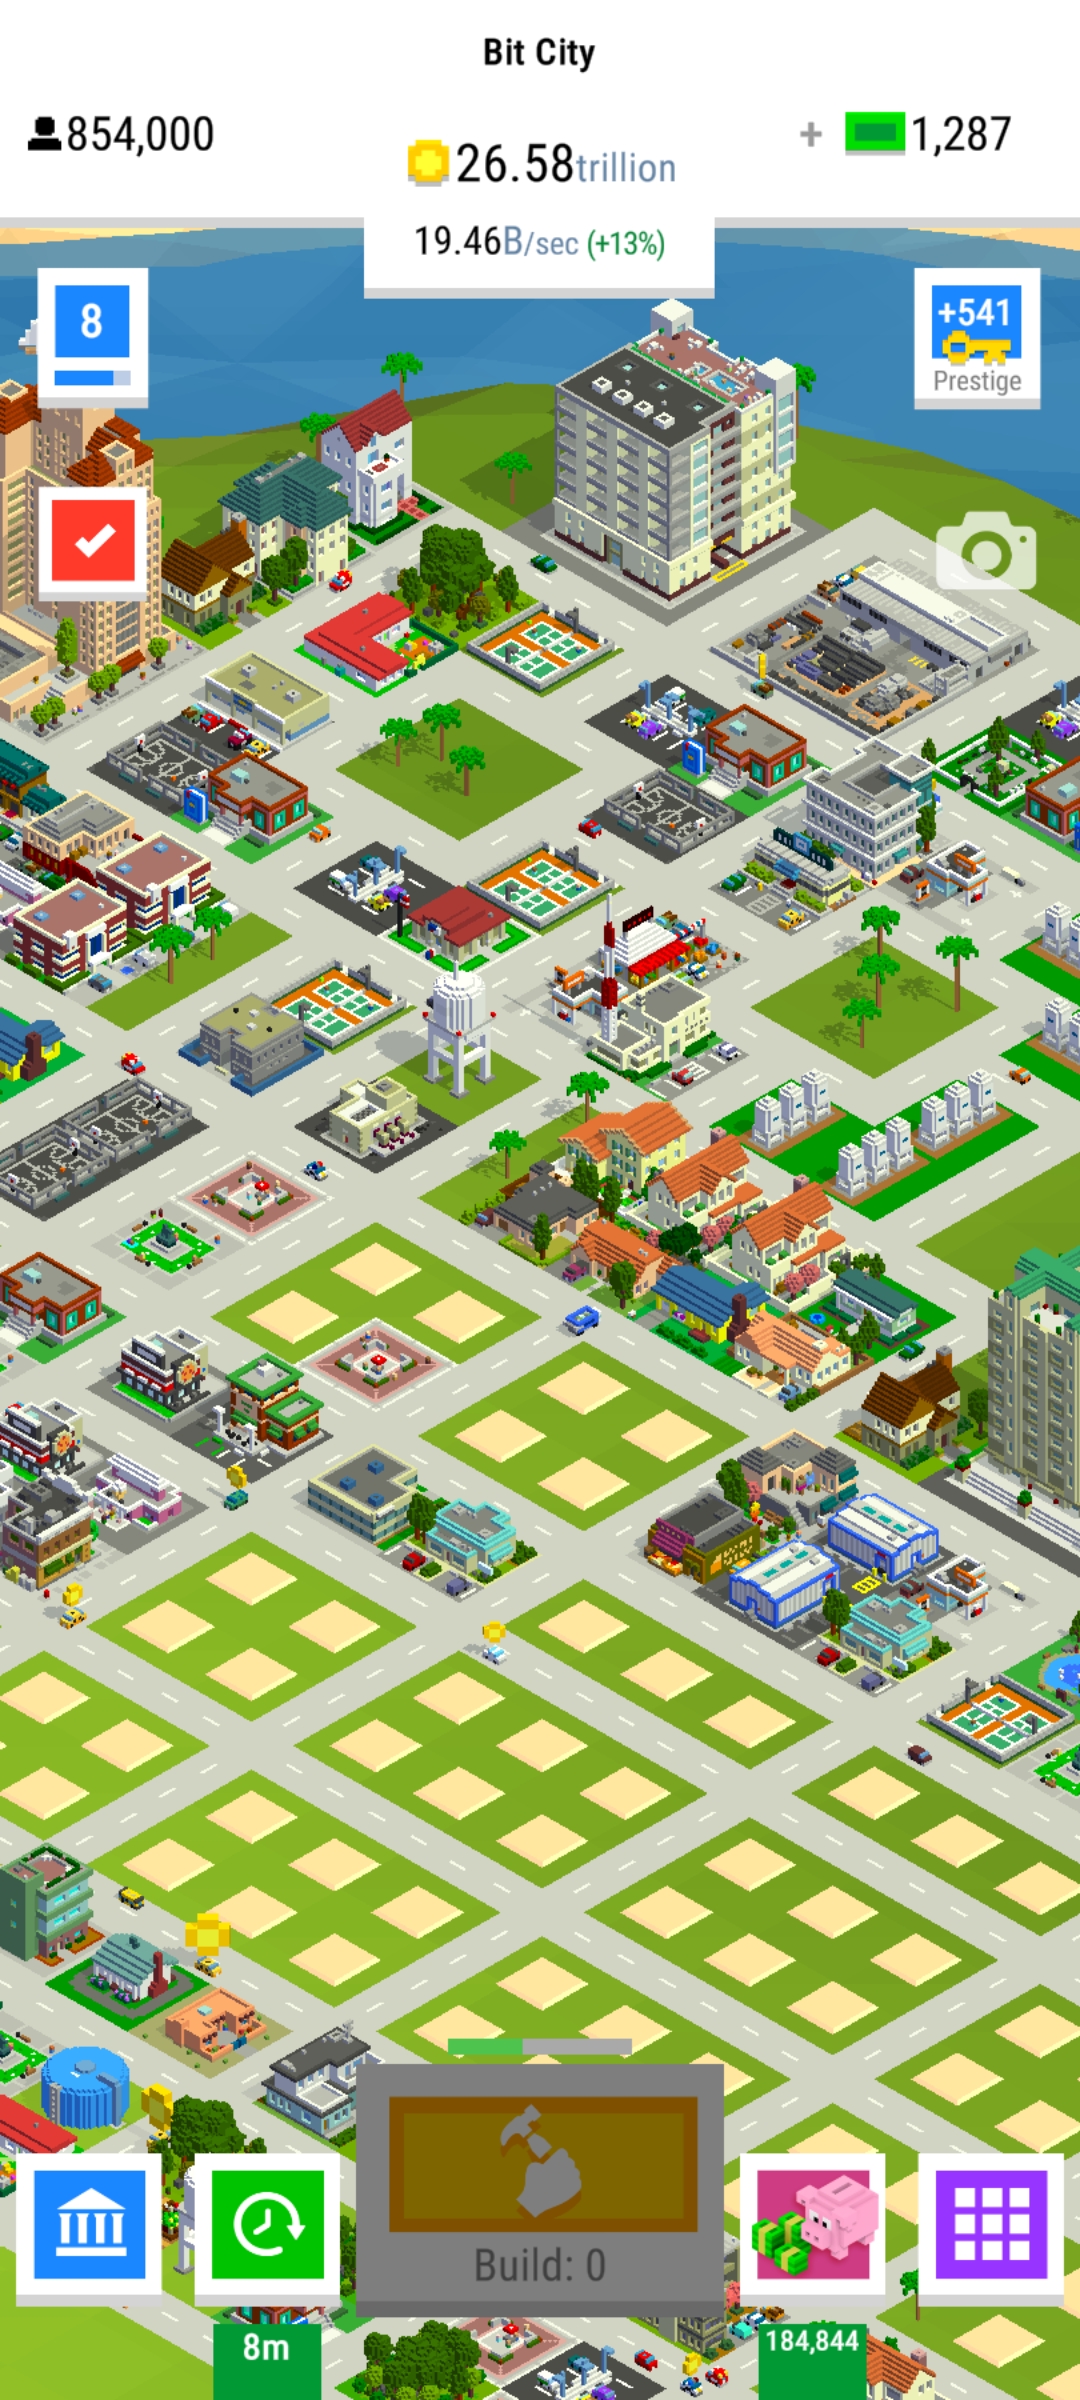 Bit City
854,000
26.58trillion
+ 1,287
19.46B/sec (+13%)
8
+541
Prestige
Build: 0
8m
184,844